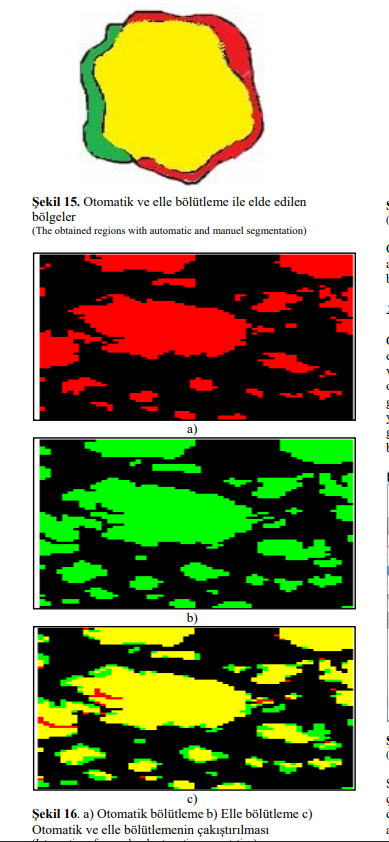 Şekil 15. Otomatik ve elle bölütleme ile elde edilen
bölgeler
(The obtained regions with automatic and manuel segmentation)
a)
b)
c)
Şekil 16. a) Otomatik bölütleme b) Elle bölütleme c)
Otomatik ve elle bölütlemenin çakıştırılması